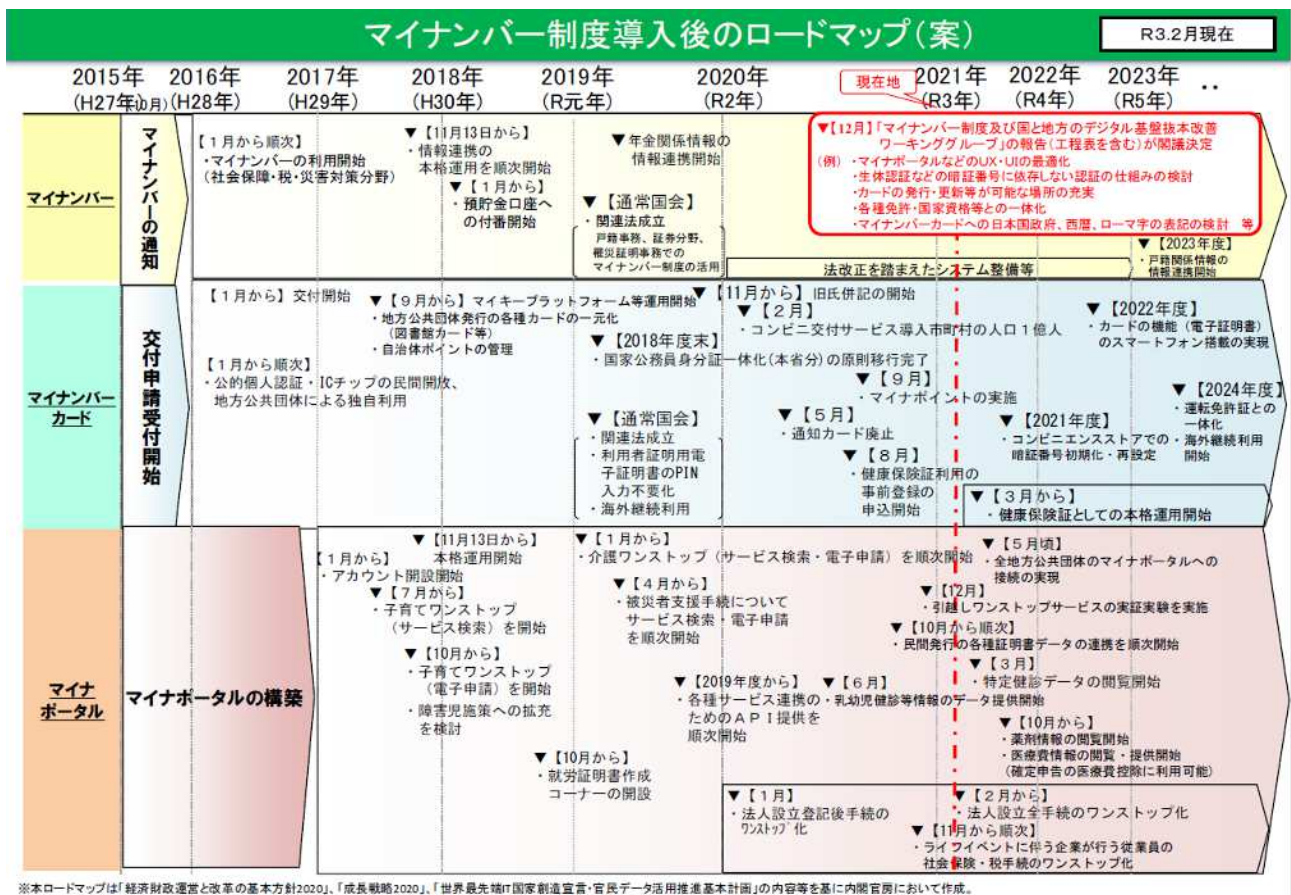 マイナンバー制度導入後のロードマップ(案)
R3.2月現在
2015年
(H27年10月)
2016年
(H28年)
2017年
(H29年)
2018年
(H30年)
2019年
(R元年)
2020年
(R2年)
現在地
2021年
(R3年)
2022年
(R4年)
2023年
(R5年)
‥
マイナンバー
マイナンバーの通知
【1月から順次】
・マイナンバーの利用開始
(社会保障・税・災害対策分野)
▼【11月13日から】
・情報連携の
本格運用を順次開始
▼【1月から】
・預貯金口座への
付番開始
▼年金関係情報の
情報連携開始
▼【通常国会】
・関連法成立
戸籍事務、証券分野、
罹災証明事務での
マイナンバー制度の活用
▼【12月】「マイナンバー制度及び国と地方のデジタル基盤抜本改善
ワーキンググループ」の報告(工程表を含む)が閣議決定
(例) ・マイナポータルなどのUX・UIの最適化
・生体認証などの暗証番号に依存しない認証の仕組みの検討
・カードの発行・更新等が可能な場所の充実
・各種免許・国家資格等との一体化
・マイナンバーカードへの日本国政府、西暦、ローマ字の表記の検討 等
法改正を踏まえたシステム整備等
▼【2023年度】
・戸籍関係情報の
情報連携開始
マイナンバー
カード
交付申請受付開始
【1月から】交付開始
【1月から順次】
・公的個人認証・ICチップの民間開放、
地方公共団体による独自利用
▼【9月から】マイキープラットフォーム等運用開始
・地方公共団体発行の各種カードの一元化
(図書館カード等)
・自治体ポイントの管理
▼【11月から】旧氏併記の開始
▼【2月】
・コンビニ交付サービス導入市町村の人口1億人
▼【2018年度末】
・国家公務員身分証一体化(本省分)の原則移行完了
▼【9月】
・マイナポイントの実施
▼【通常国会】
・関連法成立
・利用者証明用電
子証明書のPIN
入力不要化
・海外継続利用
▼【5月】
・通知カード廃止
▼【8月】
・健康保険証利用の
事前登録の
申込開始
▼【2022年度】
・カードの機能(電子証明書)
のスマートフォン搭載の実現
▼【2021年度】
・コンビニエンスストアでの
暗証番号初期化・再設定
▼【2024年度】
・運転免許証との
一体化
・海外継続利用
開始
▼【3月から】
・健康保険証としての本格運用開始
マイナ
ポータル
マイナポータルの構築
【1月から】
・アカウント開設開始
▼【11月13日から】
本格運用開始
▼【7月から】
・子育てワンストップ
(サービス検索)を開始
▼【10月から】
・子育てワンストップ
(電子申請)を開始
・障害児施策への拡充
を検討
▼【1月から】
・介護ワンストップ(サービス検索・電子申請)を順次開始
▼【4月から】
・被災者支援手続について
サービス検索・電子申請
を順次開始
▼【2019年度から】
・各種サービス連携の
ためのAPI提供を
順次開始
▼【10月から】
・就労証明書作成
コーナーの開設
▼【6月】
・乳幼児健診等情報のデータ提供開始
▼【5月頃】
・全地方公共団体のマイナポータルへの
接続の実現
▼【12月】
・引越しワンストップサービスの実証実験を実施
▼【10月から順次】
・民間発行の各種証明書データの連携を順次開始
▼【3月】
・特定健診データの閲覧開始
▼【10月から】
・薬剤情報の閲覧開始
・医療費情報の閲覧・提供開始
(確定申告の医療費控除に利用可能)
▼【1月】
・法人設立登記後手続の
ワンストップ化
▼【2月から】
・法人設立全手続のワンストップ化
▼【11月から順次】
・ライフイベントに伴う企業が行う従業員の
社会保険・税手続のワンストップ化
※本ロードマップは「経済財政運営と改革の基本方針2020」、「成長戦略2020」、「世界最先端IT国家創造宣言・官民データ活用推進基本計画」の内容等を基に内閣官房において作成。